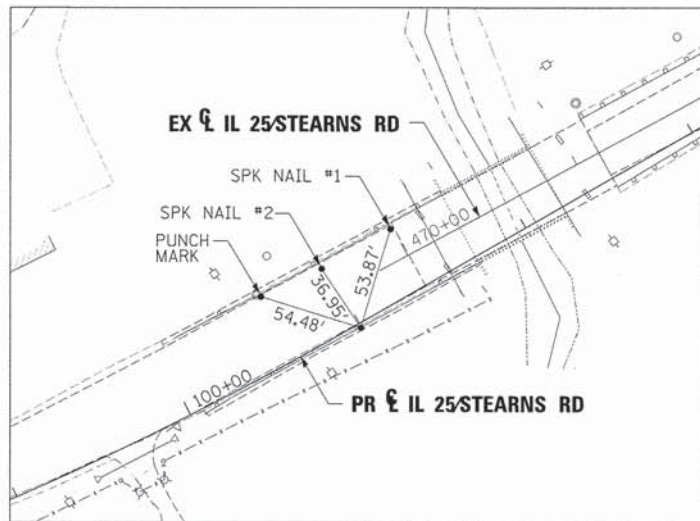 EX ℄ IL 25/STEARNS RD
SPK NAIL #1
SPK NAIL #2
PUNCH
MARK
470+00
53.87'
36.95'
54.48'
100+00
PR ℄ IL 25/STEARNS RD